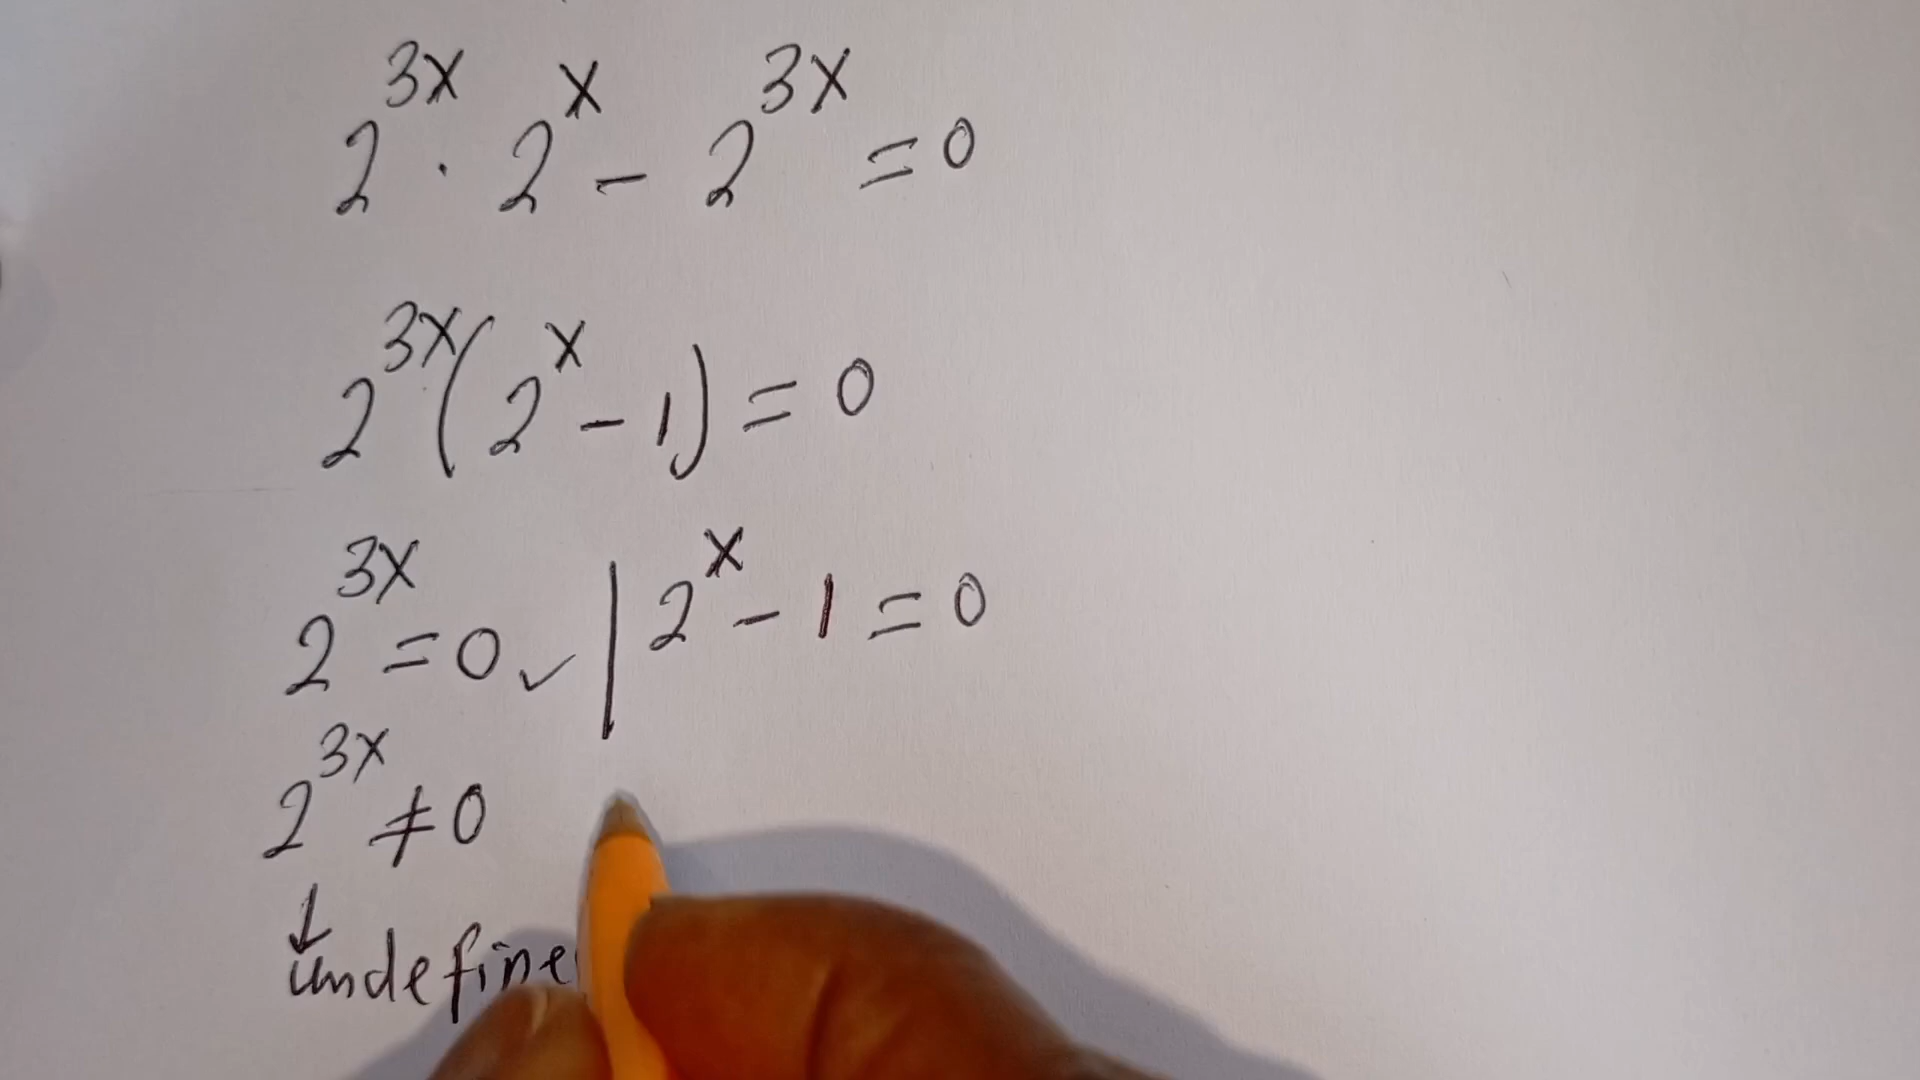 2^{3x} · 2^x - 2^{3x} = 0
2^{3x}(2^x - 1) = 0
2^{3x} = 0 ✓ | 2^x - 1 = 0
2^{3x} ≠ 0
↓
undefine